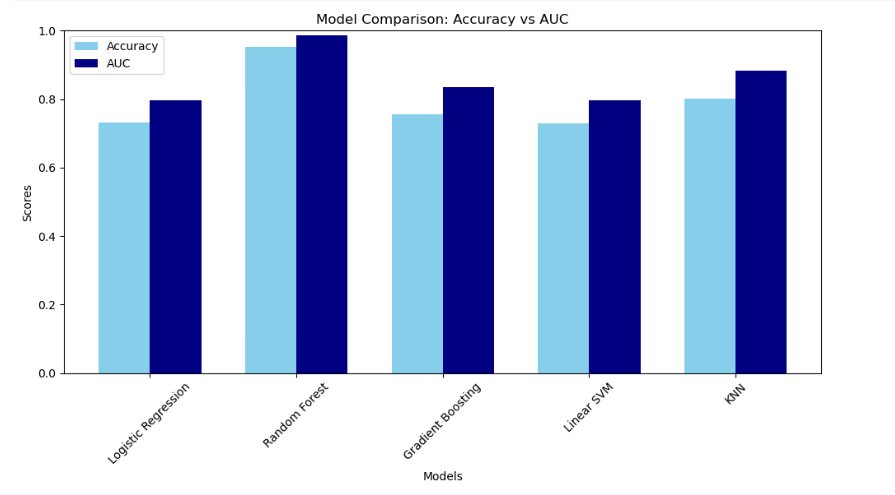 Model Comparison: Accuracy vs AUC
Accuracy
AUC
1.0
0.8
0.6
0.4
0.2
0.0
Scores
Logistic Regression
Random Forest
Gradient Boosting
Linear SVM
KNN
Models